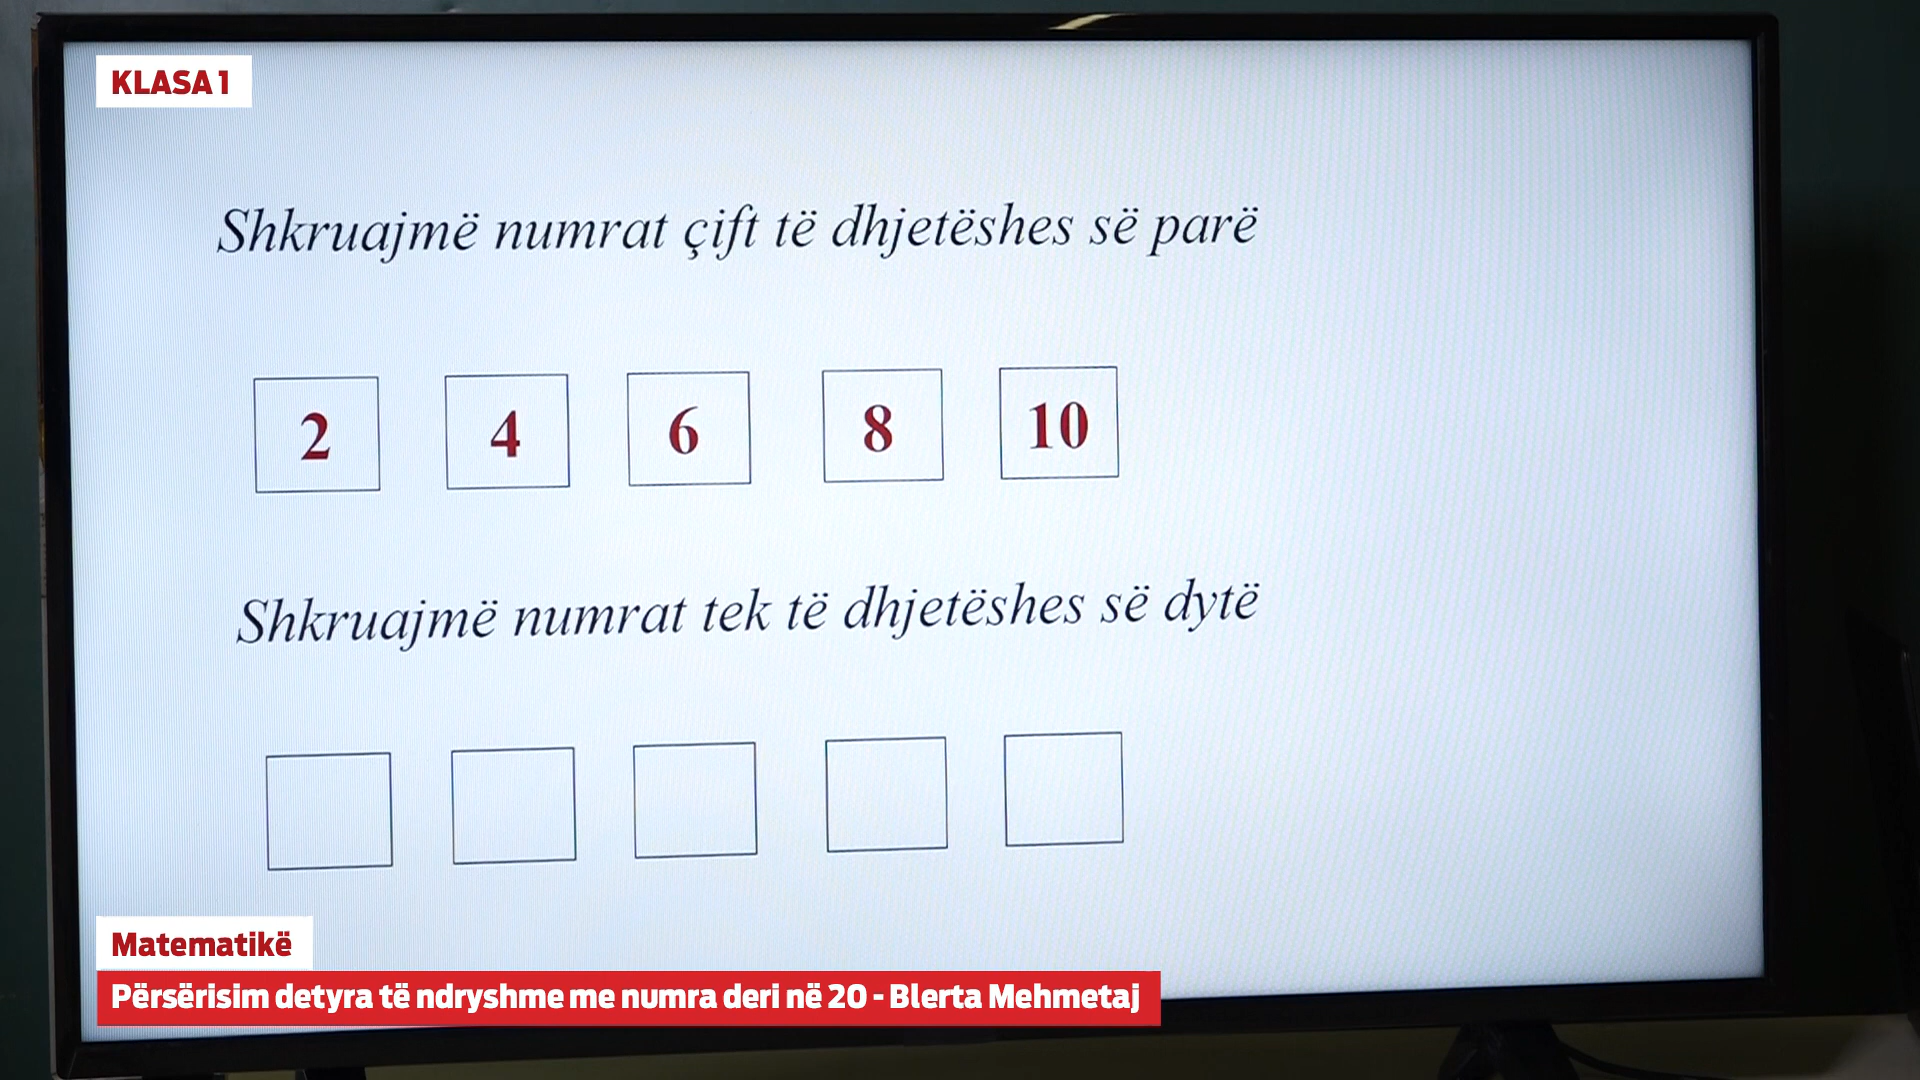 KLASA 1
Shkruajmë numrat çift të dhjetëshes së parë
2 4 6 8 10
Shkruajmë numrat tek të dhjetëshes së dytë
Matematikë
Përsërisim detyra të ndryshme me numra deri në 20 - Blerta Mehmetaj